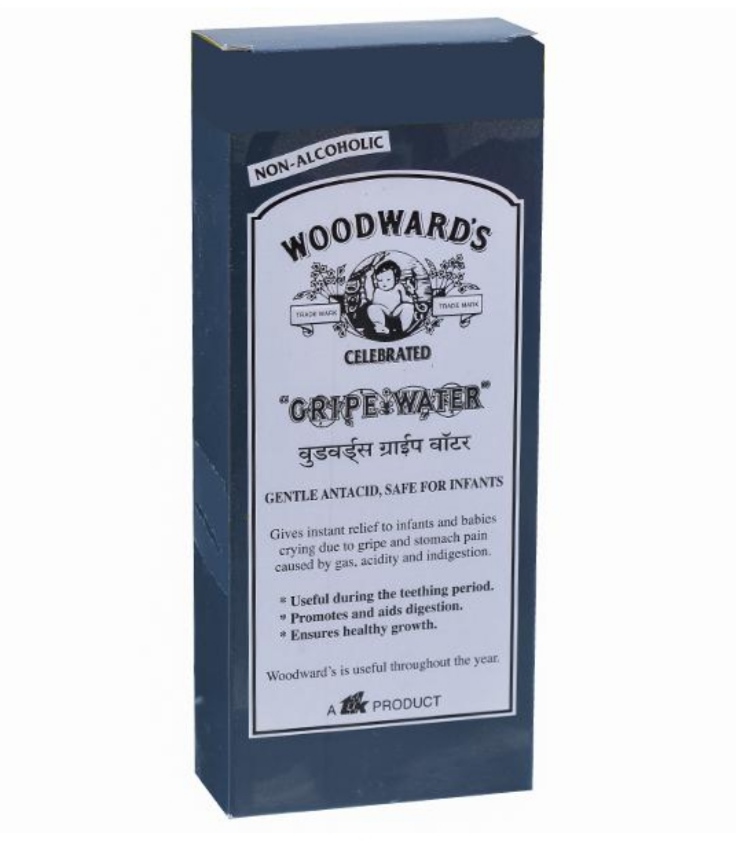 NON-ALCOHOLIC
WOODWARD'S
TRADE MARK TRADE MARK
CELEBRATED
"GRIPE WATER"
वुडवर्ड्स ग्राईप वॉटर
GENTLE ANTACID, SAFE FOR INFANTS
Gives instant relief to infants and babies
crying due to gripe and stomach pain
caused by gas, acidity and indigestion.
* Useful during the teething period.
* Promotes and aids digestion.
* Ensures healthy growth.
Woodward's is useful throughout the year.
A ttk PRODUCT